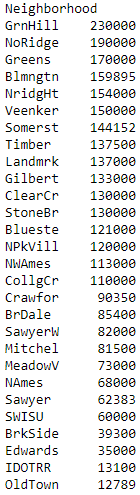 Neighborhood
GrnHill 230000
NoRidge 190000
Greens 170000
Blmngtn 159895
NridgHt 154000
Veenker 150000
Somerst 144152
Timber 137500
Landmrk 137000
Gilbert 133000
ClearCr 130000
StoneBr 130000
Blueste 121000
NPkVill 120000
NWAmes 113000
CollgCr 110000
Crawfor 90350
BrDale 85400
SawyerW 82000
Mitchel 81500
MeadowV 73000
NAmes 68000
Sawyer 62383
SWISU 60000
BrkSide 39300
Edwards 35000
IDOTRR 13100
OldTown 12789